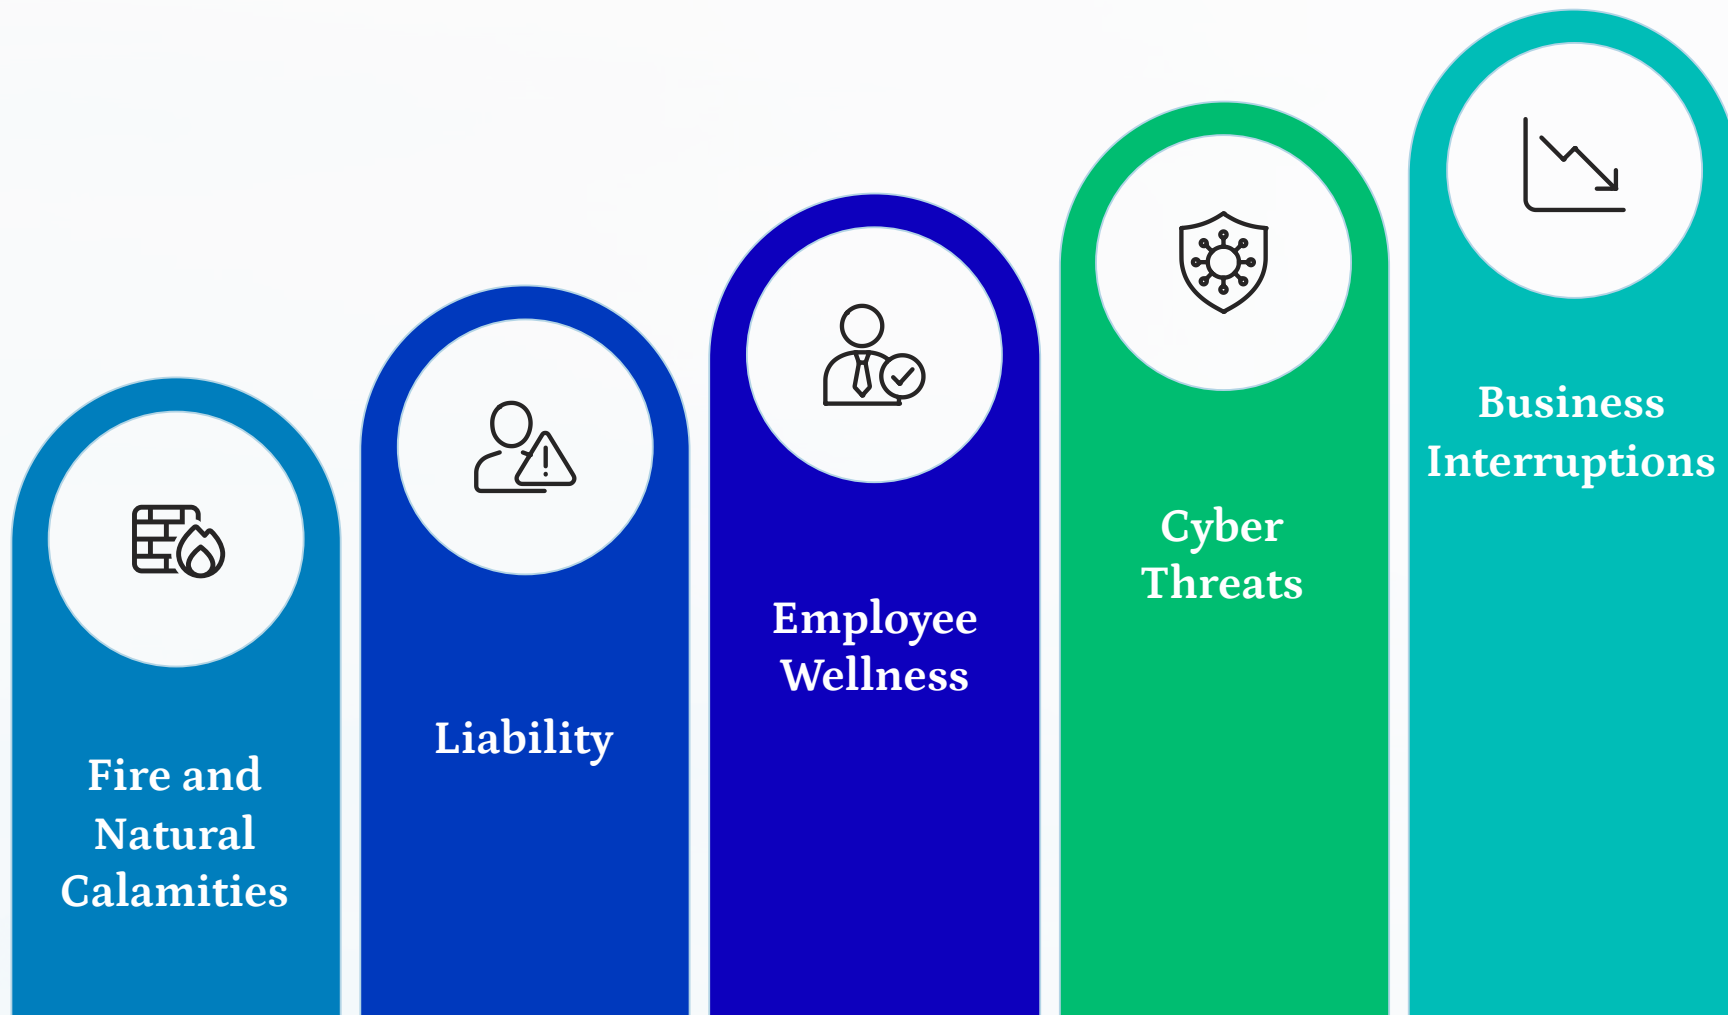 Fire and
Natural
Calamities
Liability
Employee
Wellness
Cyber
Threats
Business
Interruptions